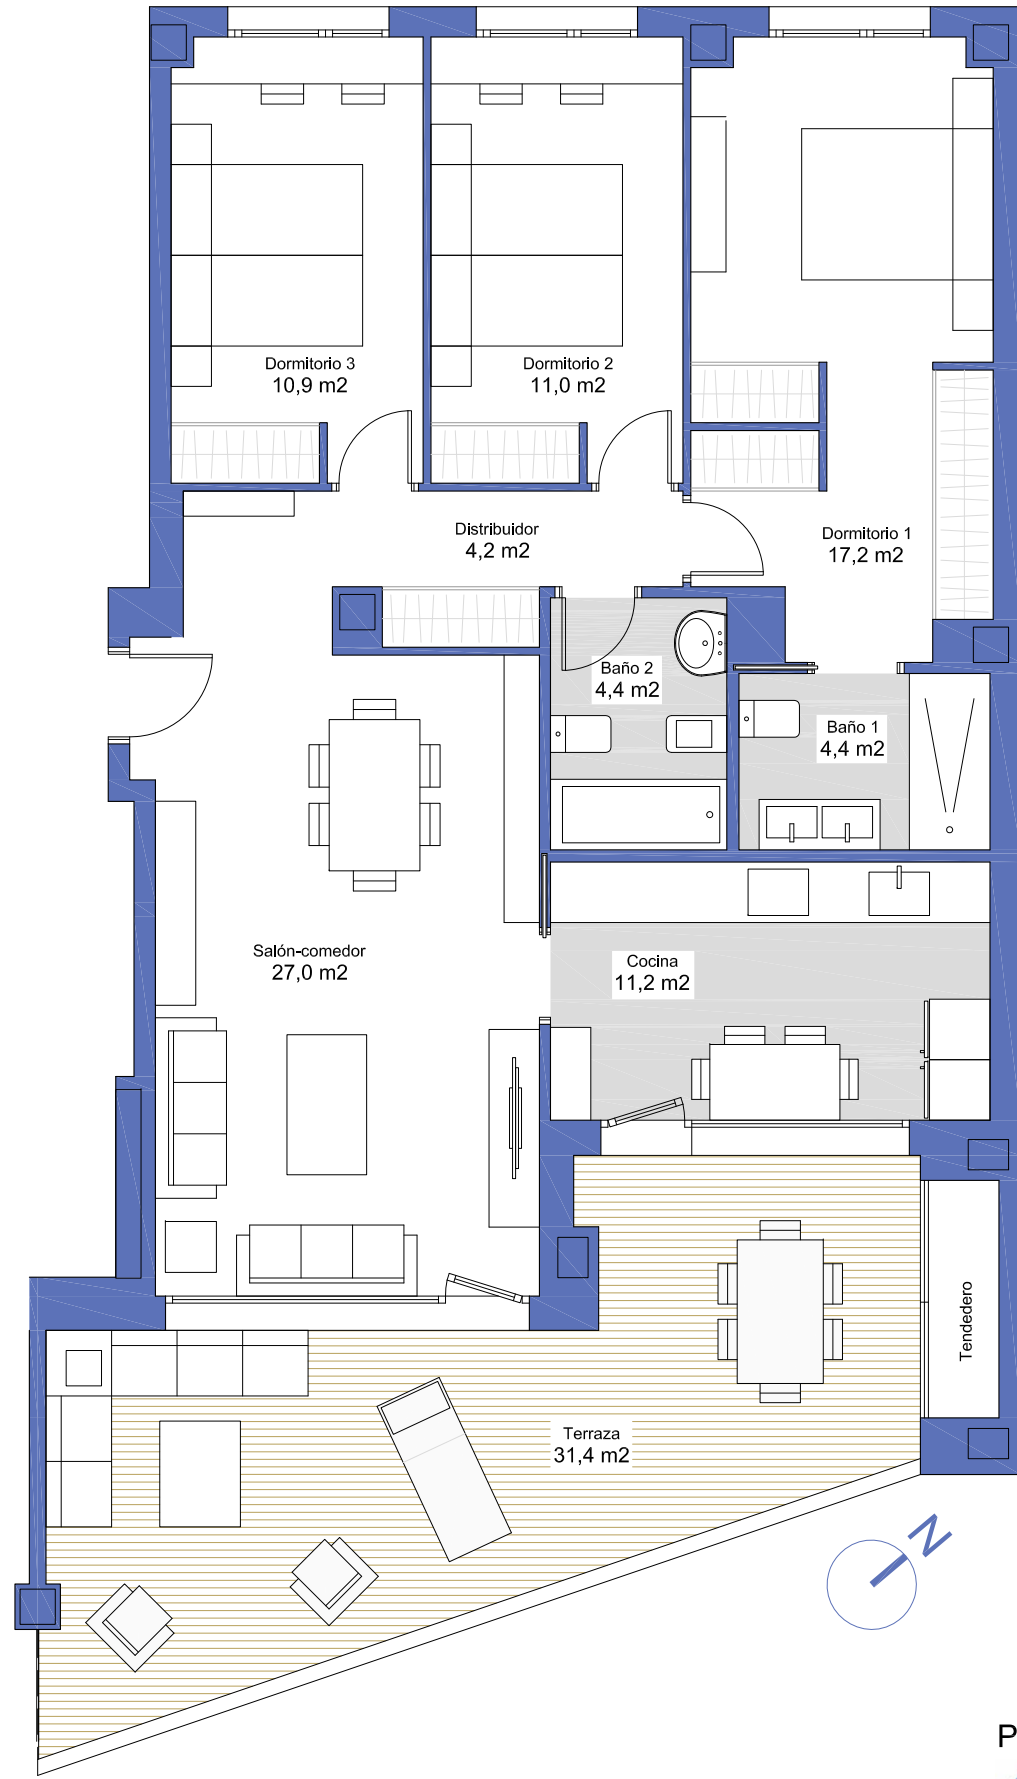 Dormitorio 3
10,9 m2
Dormitorio 2
11,0 m2
Distribuidor
4,2 m2
Dormitorio 1
17,2 m2
Baño 2
4,4 m2
Baño 1
4,4 m2
Salón-comedor
27,0 m2
Cocina
11,2 m2
Tendedero
Terraza
31,4 m2
N
P